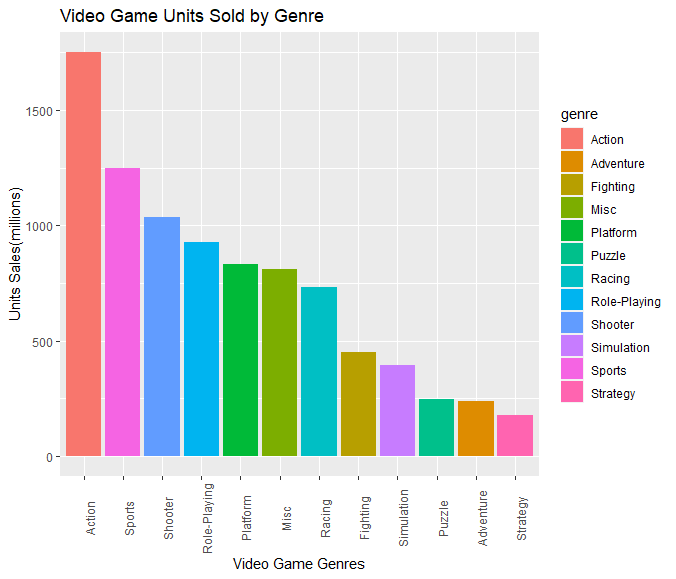 Video Game Units Sold by Genre
Units Sales(millions)
1500
1000
500
0
Action
Sports
Shooter
Role-Playing
Platform
Misc
Racing
Fighting
Simulation
Puzzle
Adventure
Strategy
Video Game Genres
genre
Action
Adventure
Fighting
Misc
Platform
Puzzle
Racing
Role-Playing
Shooter
Simulation
Sports
Strategy